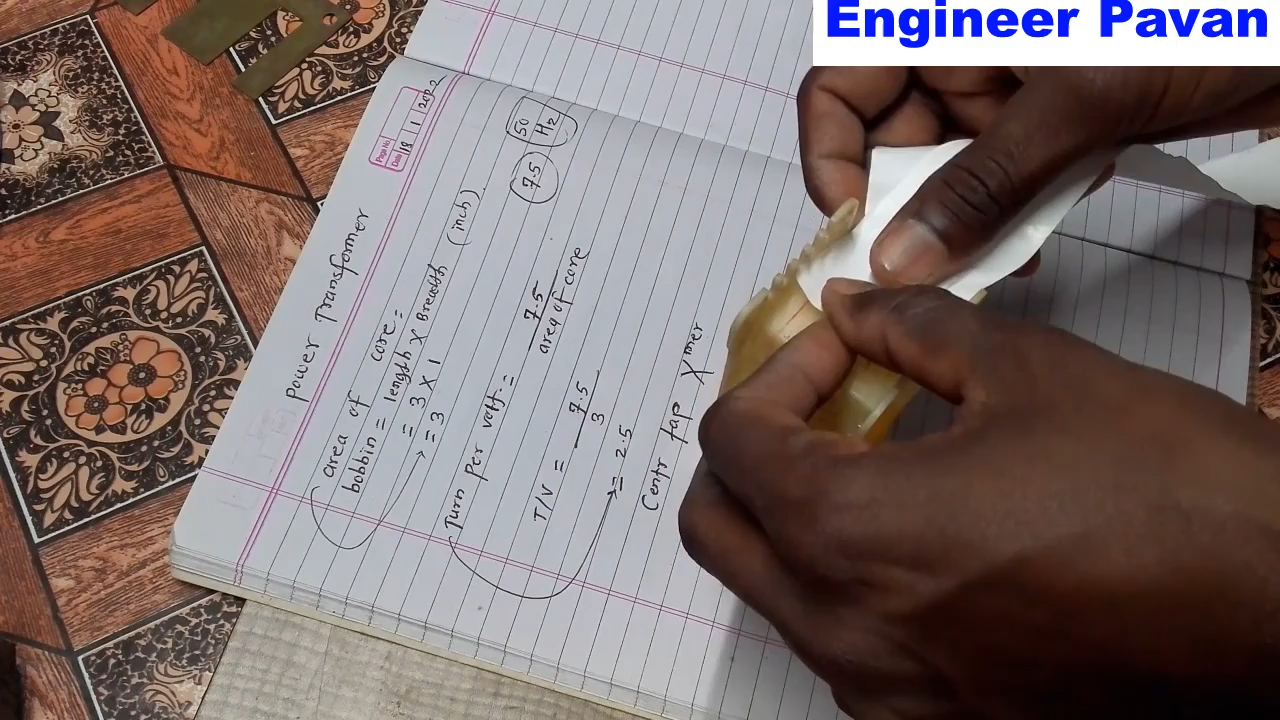 Engineer Pavan
Page No.
Date 18 1 2022
Power Transformer
area of core :
bobbin = length X Breadth (inch)
= 3 X 1
= 3
Turn Per volt :- 7.5
area of core
7.5 50 Hz
T/V = 7.5
3
= 2.5
Centr tap Xmer